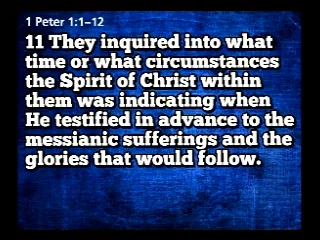 1 Peter 1:1-12
11 They inquired into what
time or what circumstances
the Spirit of Christ within
them was indicating when
He testified in advance to the
messianic sufferings and the
glories that would follow.